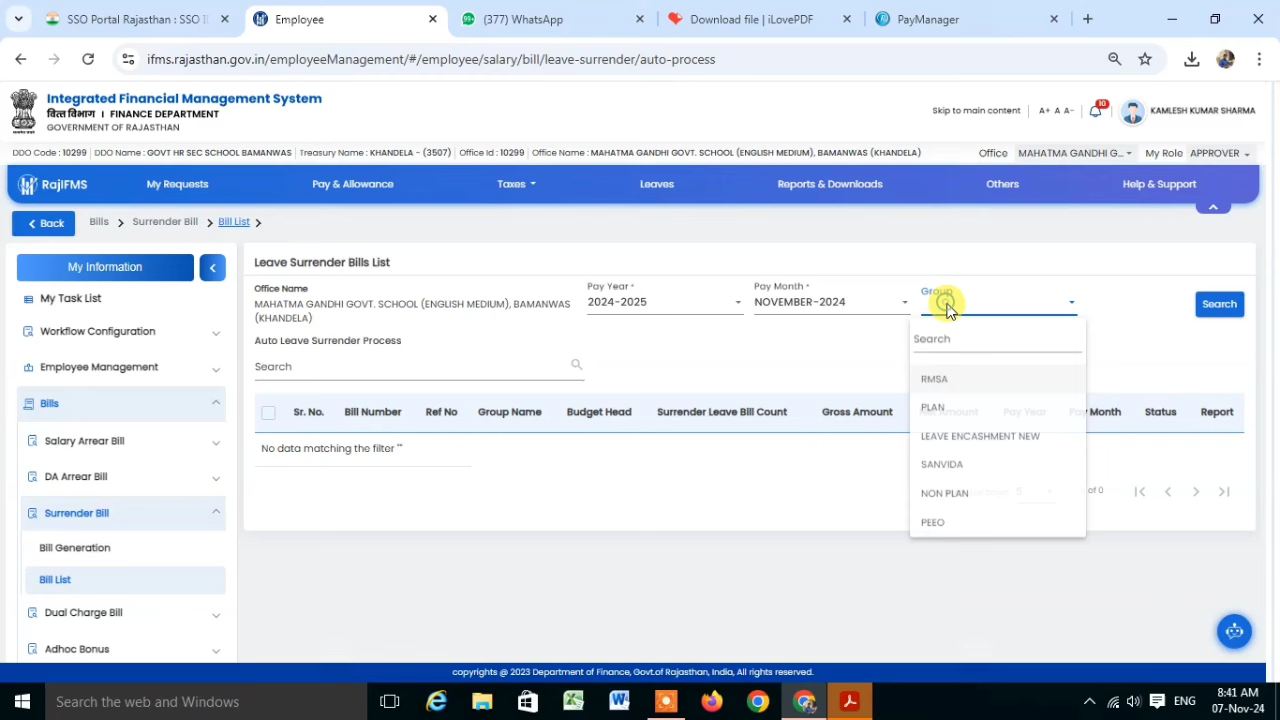 SSO Portal Rajasthan : SSO I
Employee
(377) WhatsApp
Download file | iLovePDF
PayManager
ifms.rajasthan.gov.in/employeeManagement/#/employee/salary/bill/leave-surrender/auto-process
Integrated Financial Management System
वित्त विभाग I FINANCE DEPARTMENT
GOVERNMENT OF RAJASTHAN
Skip to main content
A+ A A-
10
KAMLESH KUMAR SHARMA
DDO Code : 10299 DDO Name : GOVT HR SEC SCHOOL BAMANWAS Treasury Name : KHANDELA - (3507) Office Id : 10299 Office Name : MAHATMA GANDHI GOVT. SCHOOL (ENGLISH MEDIUM), BAMANWAS (KHANDELA) Office MAHATMA GANDHI G... My Role APPROVER
RajIFMS
My Requests
Pay & Allowance
Taxes
Leaves
Reports & Downloads
Others
Help & Support
Back
Bills
Surrender Bill
Bill List
My Information
My Task List
Workflow Configuration
Employee Management
Bills
Salary Arrear Bill
DA Arrear Bill
Surrender Bill
Bill Generation
Bill List
Dual Charge Bill
Adhoc Bonus
Leave Surrender Bills List
Office Name
MAHATMA GANDHI GOVT. SCHOOL (ENGLISH MEDIUM), BAMANWAS
(KHANDELA)
Pay Year *
2024-2025
Pay Month *
NOVEMBER-2024
Group
Search
Auto Leave Surrender Process
Search
Search
RMSA
PLAN
LEAVE ENCASHMENT NEW
SANVIDA
NON PLAN
PEEO
Sr. No. Bill Number Ref No Group Name Budget Head Surrender Leave Bill Count Gross Amount Amount Pay Year Pay Month Status Report
No data matching the filter ""
5
of 0
copyrights @ 2023 Department of Finance, Govt.of Rajasthan, India, All rights reserved.
Search the web and Windows
99+
ENG
8:41 AM
07-Nov-24